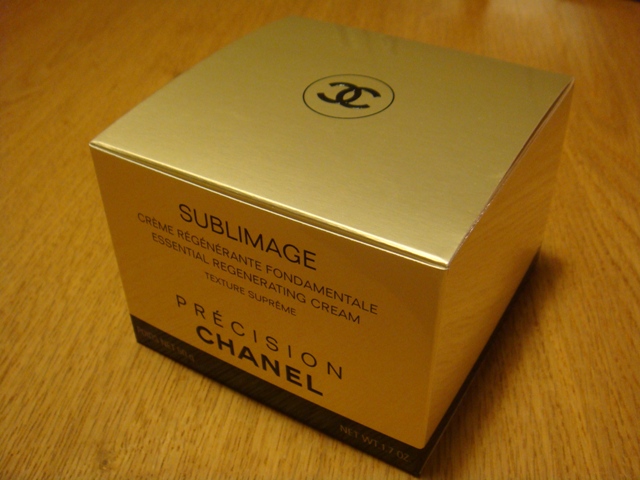 SUBLIMAGE
CRÈME RÉGÉNÉRANTE FONDAMENTALE
ESSENTIAL REGENERATING CREAM
TEXTURE SUPRÊME
PRÉCISION
CHANEL
NET WT. 1.7 OZ.